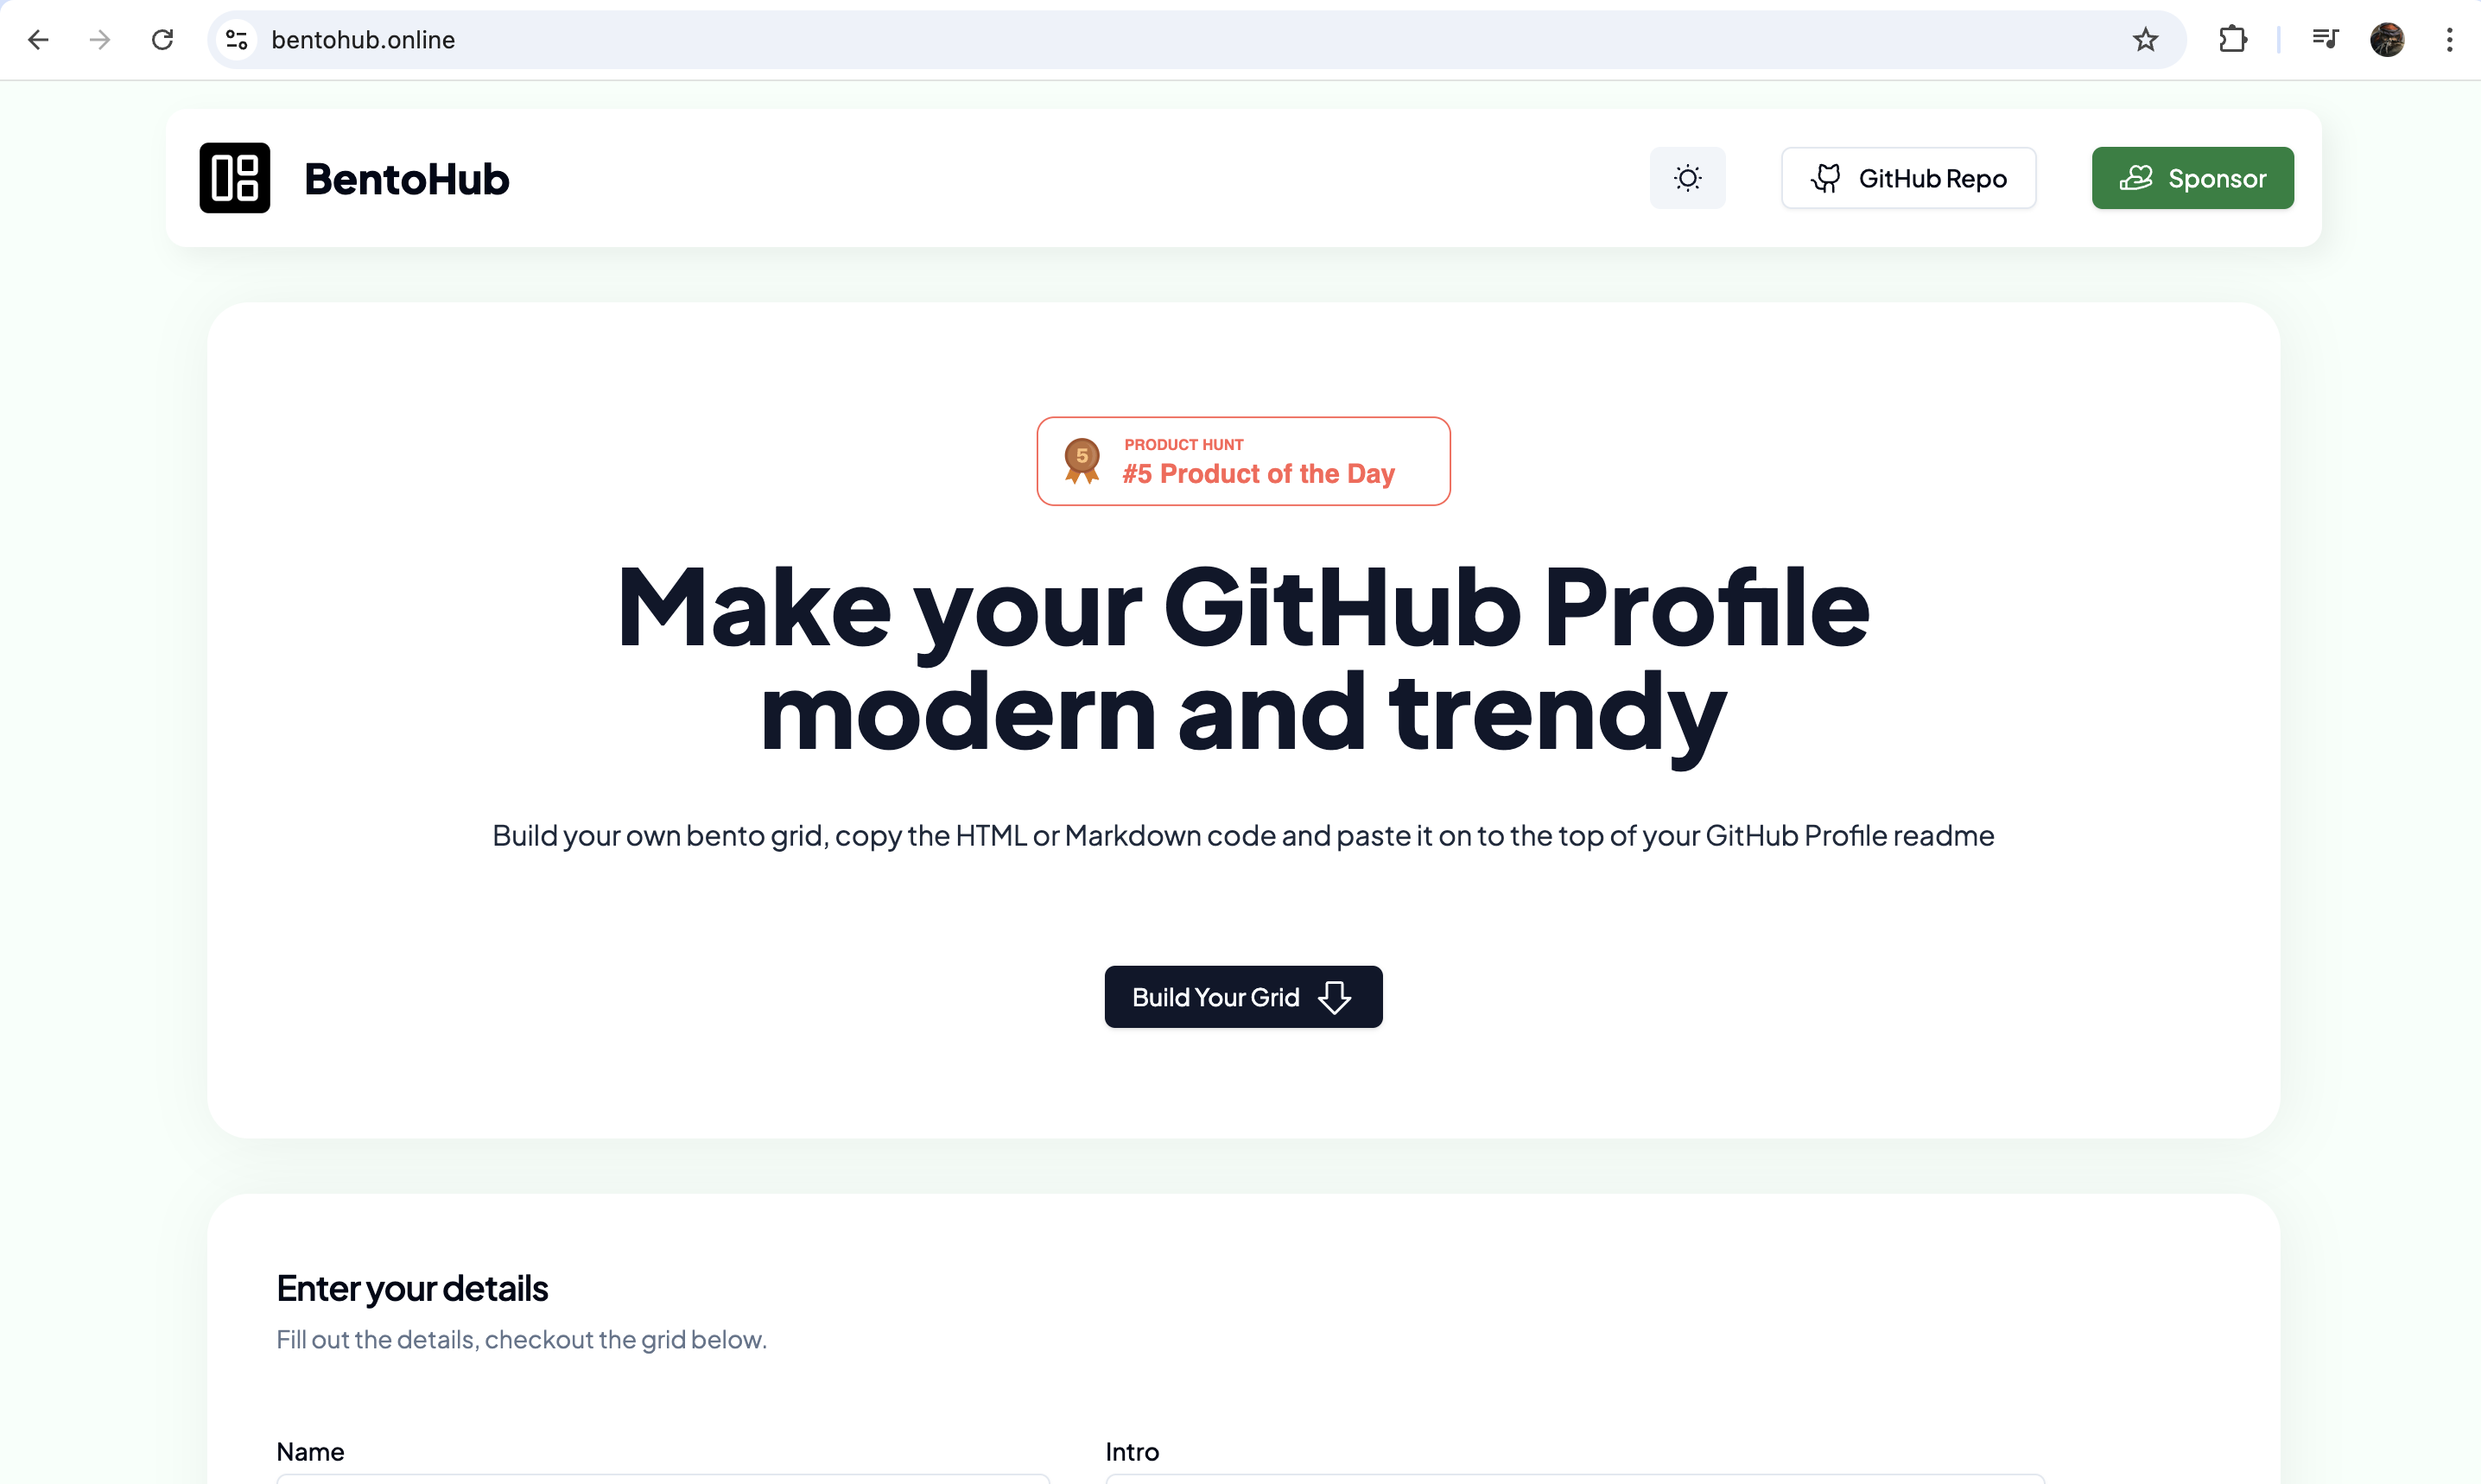 bentohub.online
BentoHub
GitHub Repo
Sponsor
5
PRODUCT HUNT
#5 Product of the Day
Make your GitHub Profile
modern and trendy
Build your own bento grid, copy the HTML or Markdown code and paste it on to the top of your GitHub Profile readme
Build Your Grid
Enter your details
Fill out the details, checkout the grid below.
Name
Intro